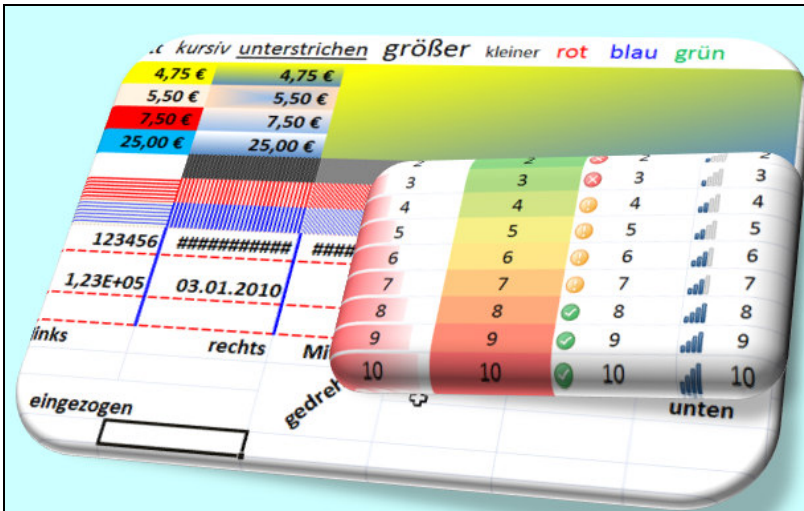 kursiv unterstrichen größer kleiner rot blau grün
4,75 € 4,75 €
5,50 € 5,50 €
7,50 € 7,50 €
25,00 € 25,00 €
123456 ########### ####
1,23E+05 03.01.2010
rechts
eingezogen
unten
2 2 2
3 3 3 3
4 4 4 4
5 5 5 5
6 6 6 6
7 7 7 7
8 8 8 8
9 9 9 9
10 10 10 10